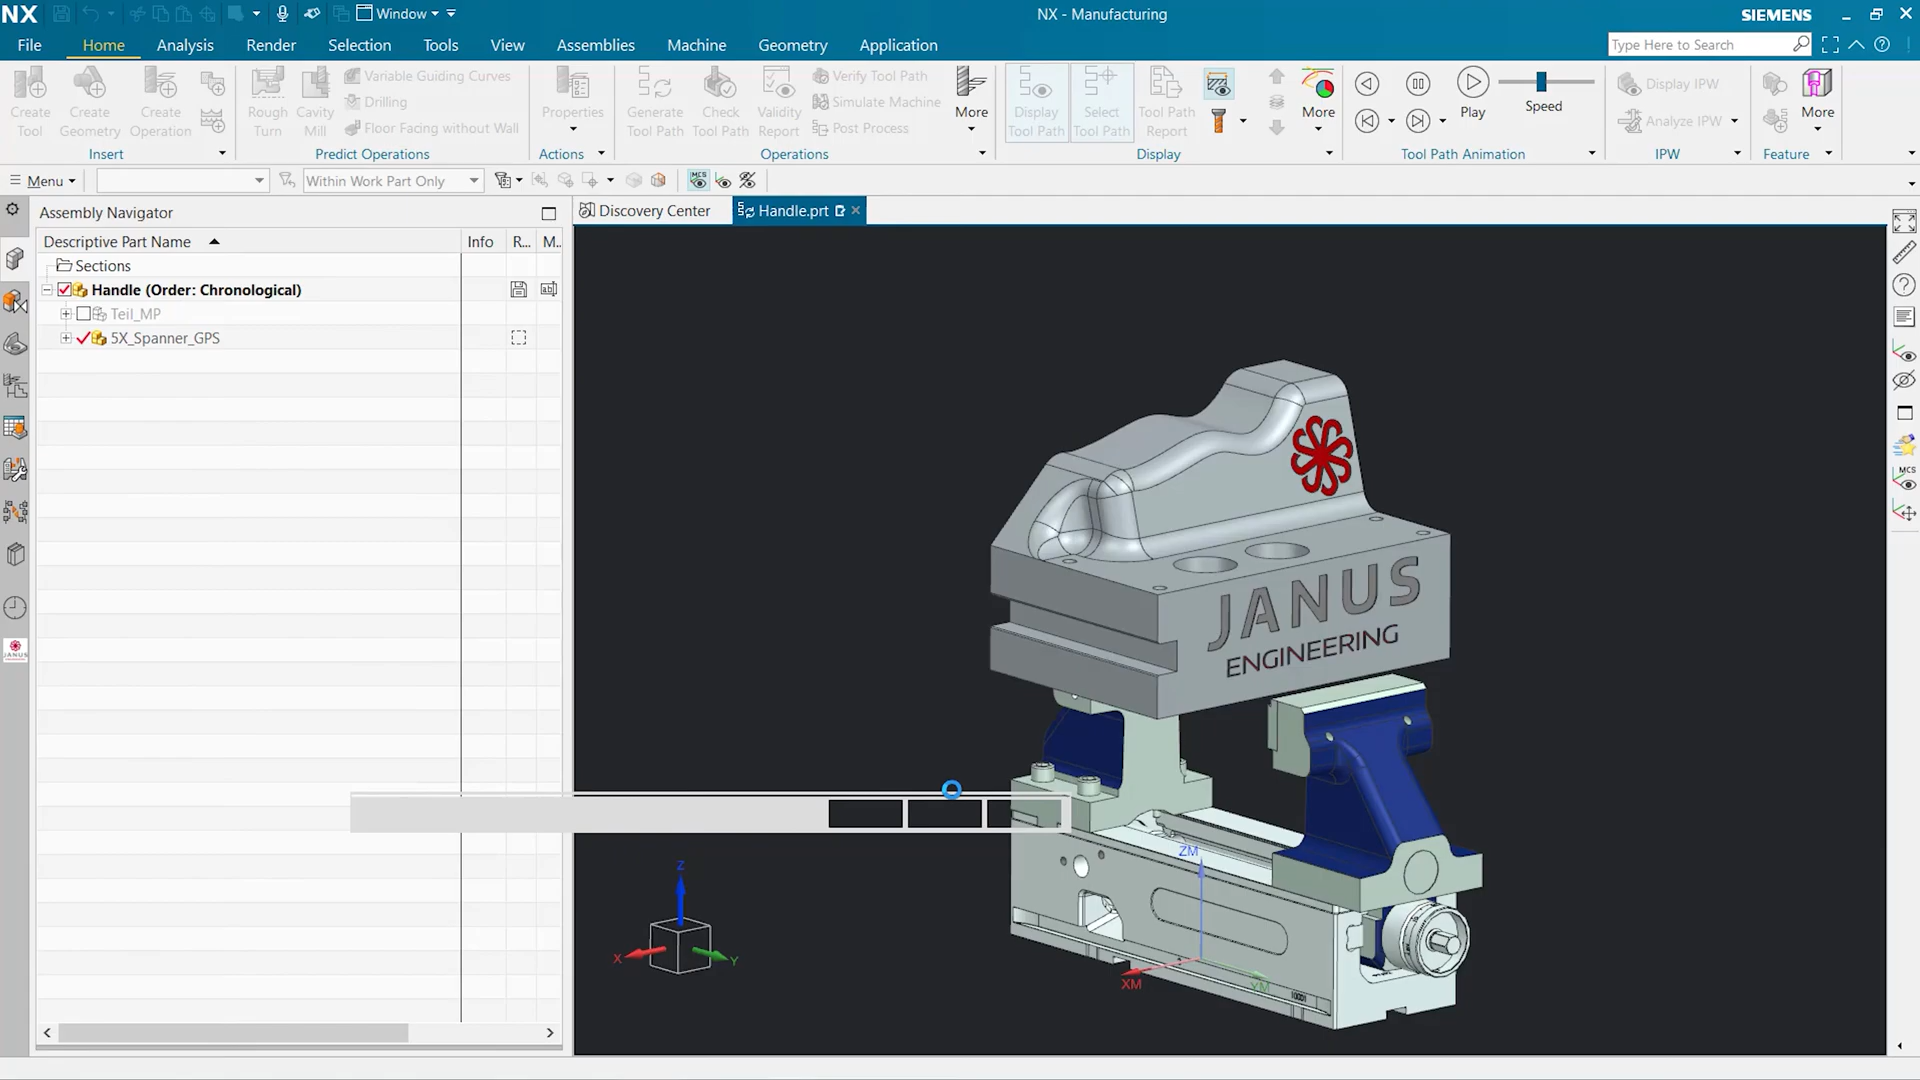 NX
Window
NX - Manufacturing
SIEMENS
File
Home
Analysis
Render
Selection
Tools
View
Assemblies
Machine
Geometry
Application
Type Here to Search
Create Tool
Create Geometry
Create Operation
Insert
Rough Turn
Cavity Mill
Variable Guiding Curves
Drilling
Floor Facing without Wall
Predict Operations
Properties
Actions
Generate Tool Path
Check Tool Path
Validity Report
Verify Tool Path
Simulate Machine
Post Process
More
Operations
Display Tool Path
Select Tool Path
Tool Path Report
More
Display
Play
Speed
Tool Path Animation
Display IPW
Analyze IPW
IPW
More
Feature
Menu
Within Work Part Only
MCS
Assembly Navigator
Discovery Center
Handle.prt
Descriptive Part Name
Info
R...
M..
Sections
Handle (Order: Chronological)
Teil_MP
5X_Spanner_GPS
JANUS
ENGINEERING
JANUS
MCS
ZM
XM
YM
Z
X
Y